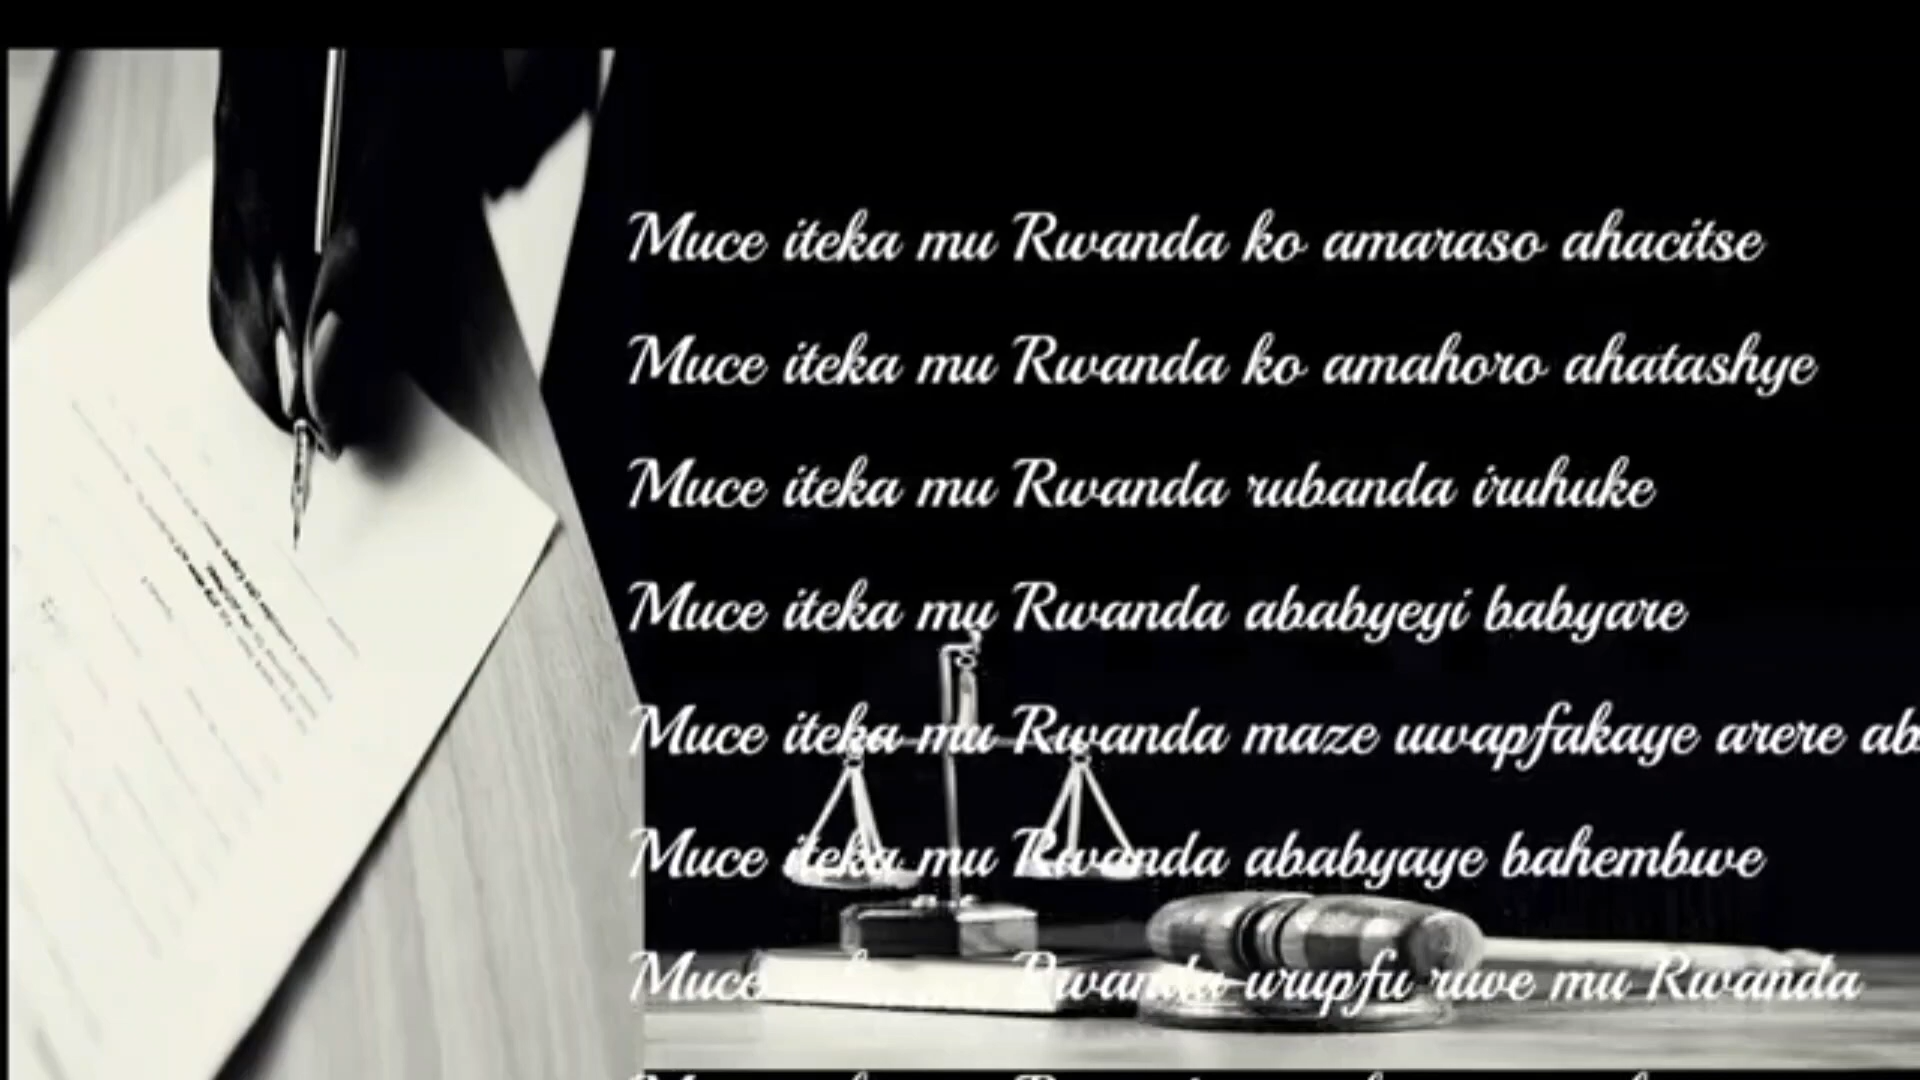 Muce iteka mu Rwanda ko amaraso ahacitse
Muce iteka mu Rwanda ko amahoro ahatashye
Muce iteka mu Rwanda rubanda iruhuke
Muce iteka mu Rwanda ababyeyi babyare
Muce iteka mu Rwanda maze uwapfakaye arere
Muce iteka mu Rwanda ababyaye bahembwe
Muce Rwanda urupfu ruve mu Rwanda